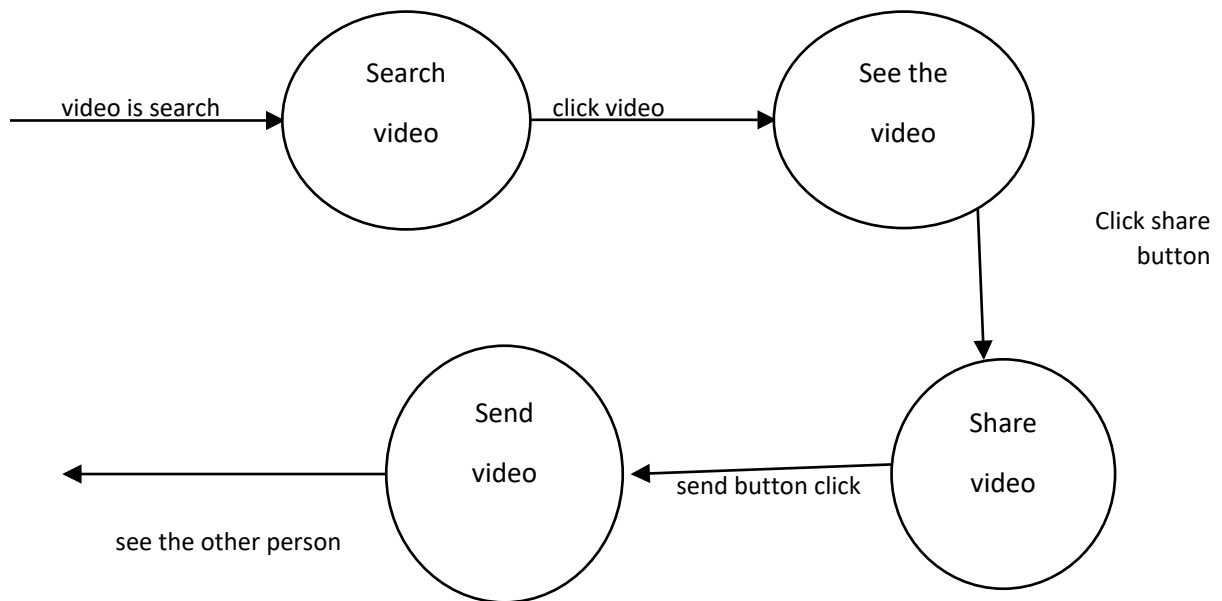 video is search
Search
video
click video
See the
video
Click share
button
Share
video
send button click
Send
video
see the other person